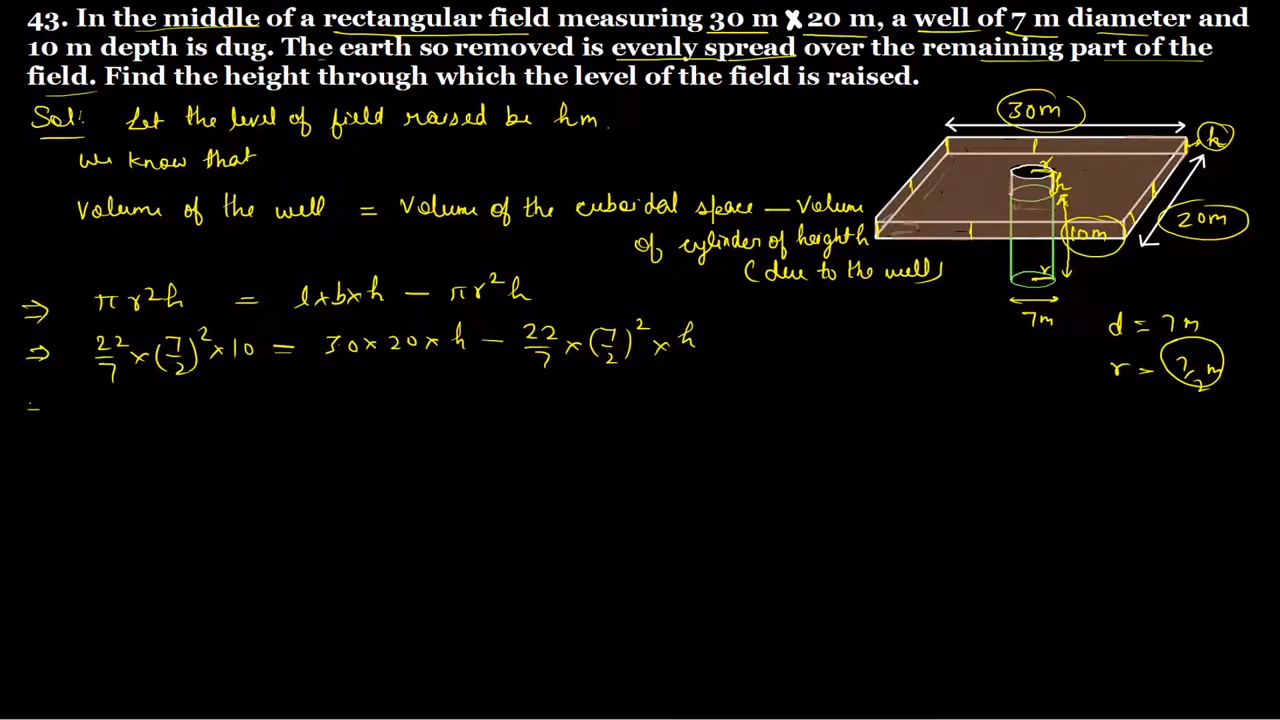 43. In the middle of a rectangular field measuring 30 m × 20 m, a well of 7 m diameter and
10 m depth is dug. The earth so removed is evenly spread over the remaining part of the
field. Find the height through which the level of the field is raised.
Sol: Let the level of field raised be hm.
We know that
Volume of the well = Volume of the cuboidal space – Volume
of cylinder of height h
(due to the well)
⇒ πr²h = l×b×h – πr²h
⇒ 22/7 × (7/2)² × 10 = 30 × 20 × h – 22/7 × (7/2)² × h
=
30m
h
l
r
h
20m
10m
r
7m
d = 7m
r = 7/2 m